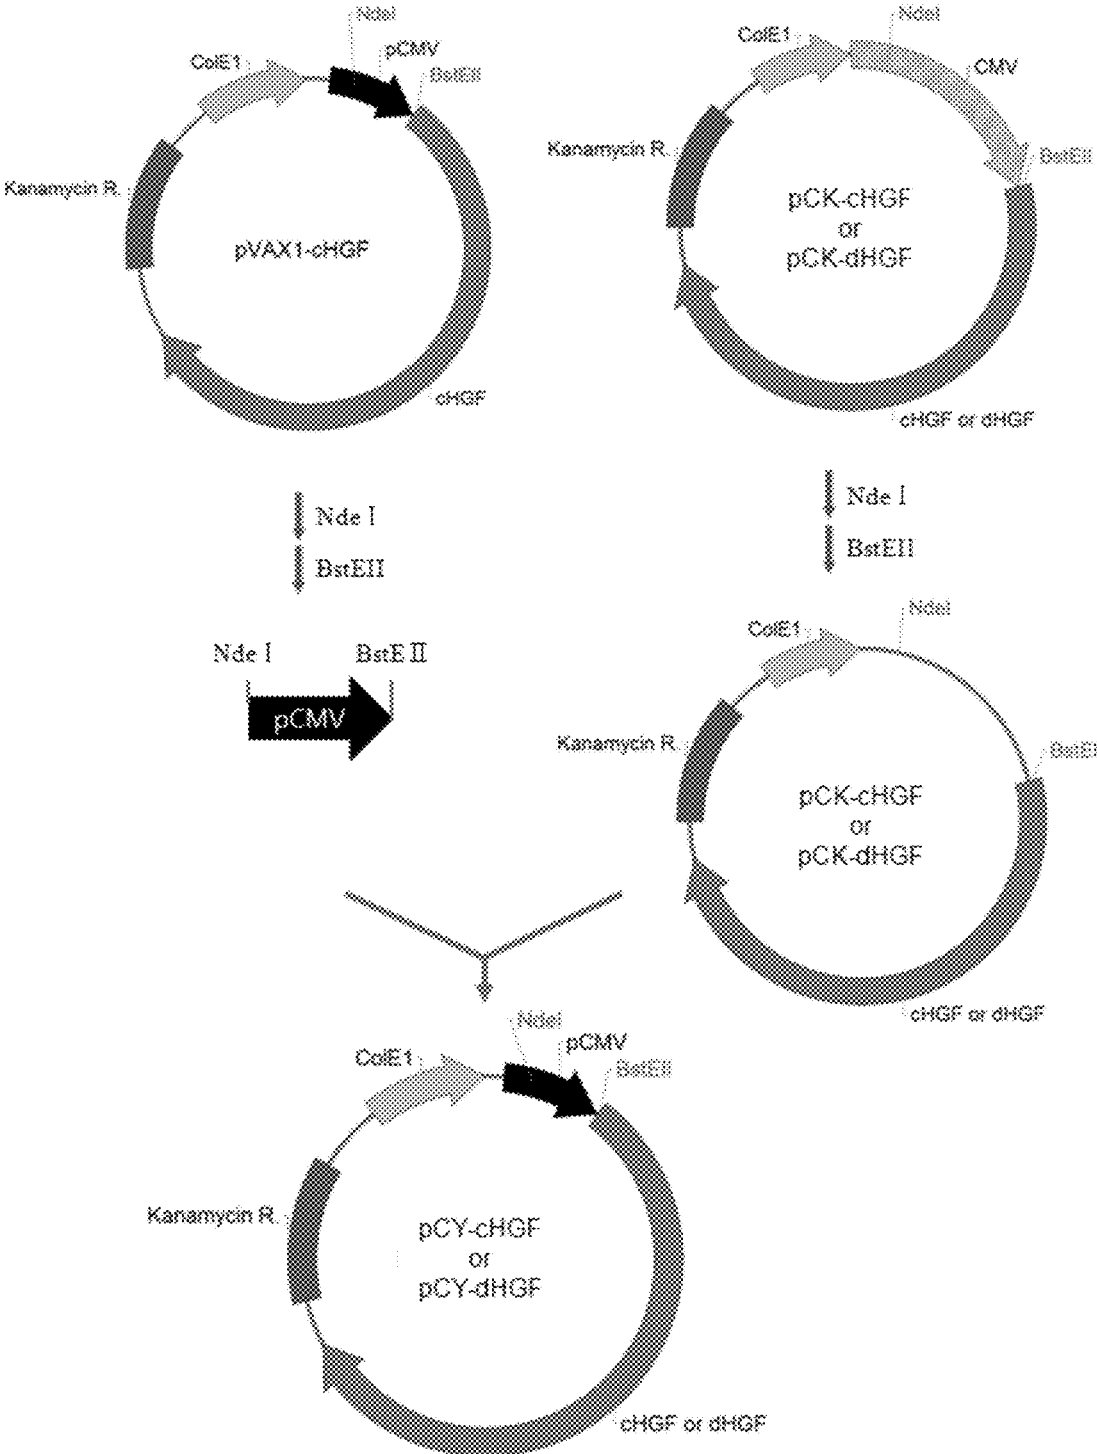 NdeI
ColE1
pCMV
BstEII
Kanamycin R.
pVAX1-cHGF
cHGF
NdeI
ColE1
CMV
BstEII
Kanamycin R.
pCK-cHGF
or
pCK-dHGF
cHGF or dHGF
Nde I
BstEII
Nde I
BstEII
Nde I BstE II
pCMV
NdeI
ColE1
Kanamycin R.
BstEI
pCK-cHGF
or
pCK-dHGF
cHGF or dHGF
NdeI
ColE1
pCMV
BstEII
Kanamycin R.
pCY-cHGF
or
pCY-dHGF
cHGF or dHGF